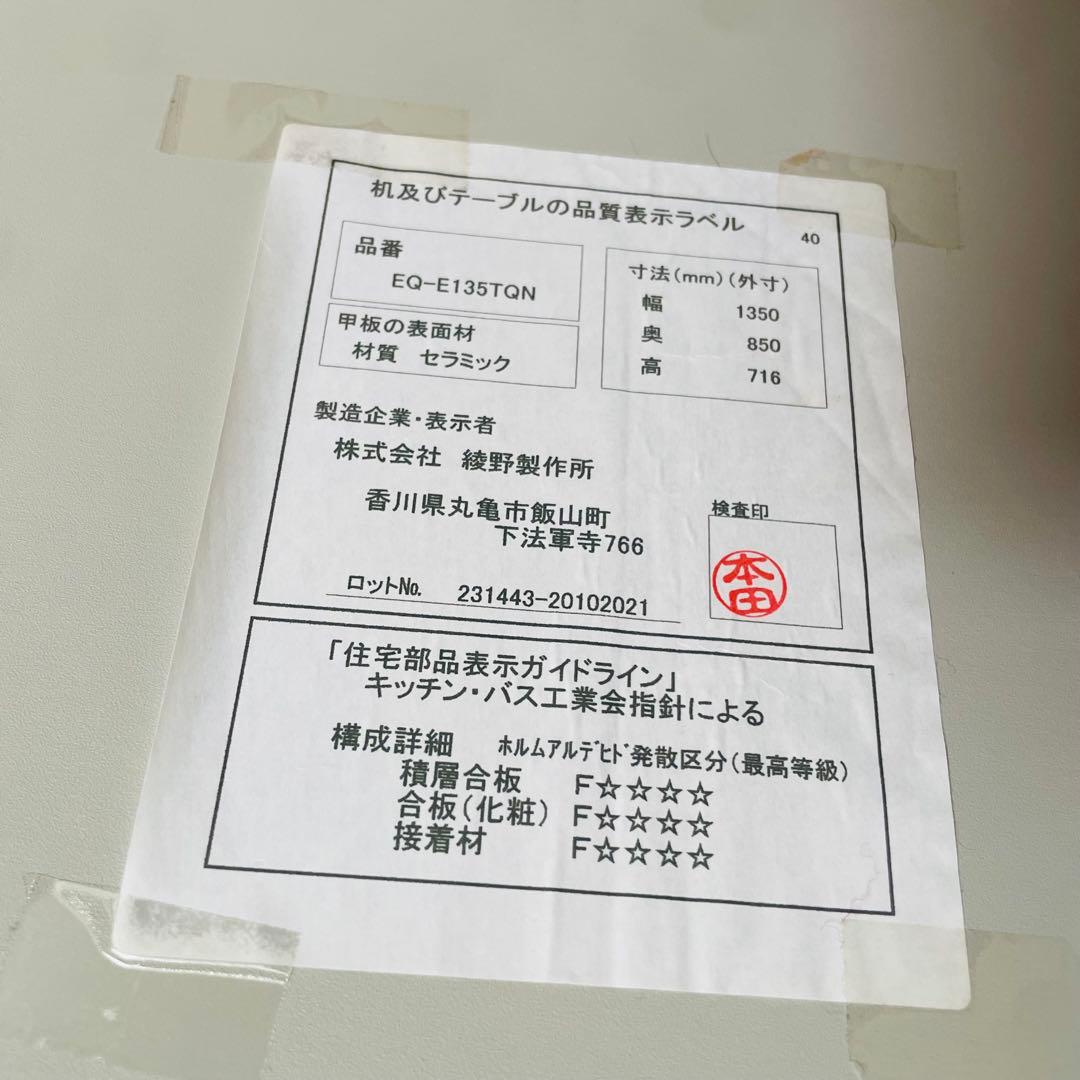 机及びテーブルの品質表示ラベル
40
品番
EQ-E135TQN
甲板の表面材
材質 セラミック
寸法(mm)(外寸)
幅 1350
奥 850
高 716
製造企業・表示者
株式会社 綾野製作所
香川県丸亀市飯山町
下法軍寺766
検査印
本田
ロットNo. 231443-20102021
「住宅部品表示ガイドライン」
キッチン・バス工業会指針による
構成詳細 ホルムアルデヒド発散区分(最高等級)
積層合板 F☆☆☆☆
合板(化粧) F☆☆☆☆
接着材 F☆☆☆☆